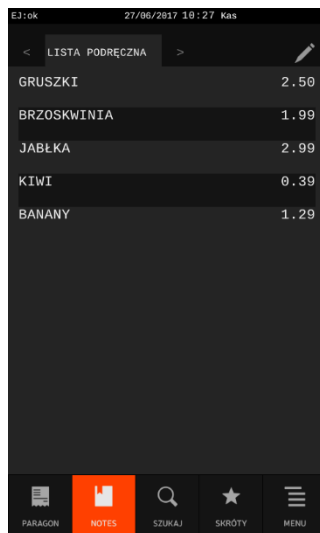 EJ:ok 27/06/2017 10:27 Kas
< LISTA PODRĘCZNA >
GRUSZKI 2.50
BRZOSKWINIA 1.99
JABŁKA 2.99
KIWI 0.39
BANANY 1.29
PARAGON NOTES SZUKAJ SKRÓTY MENU